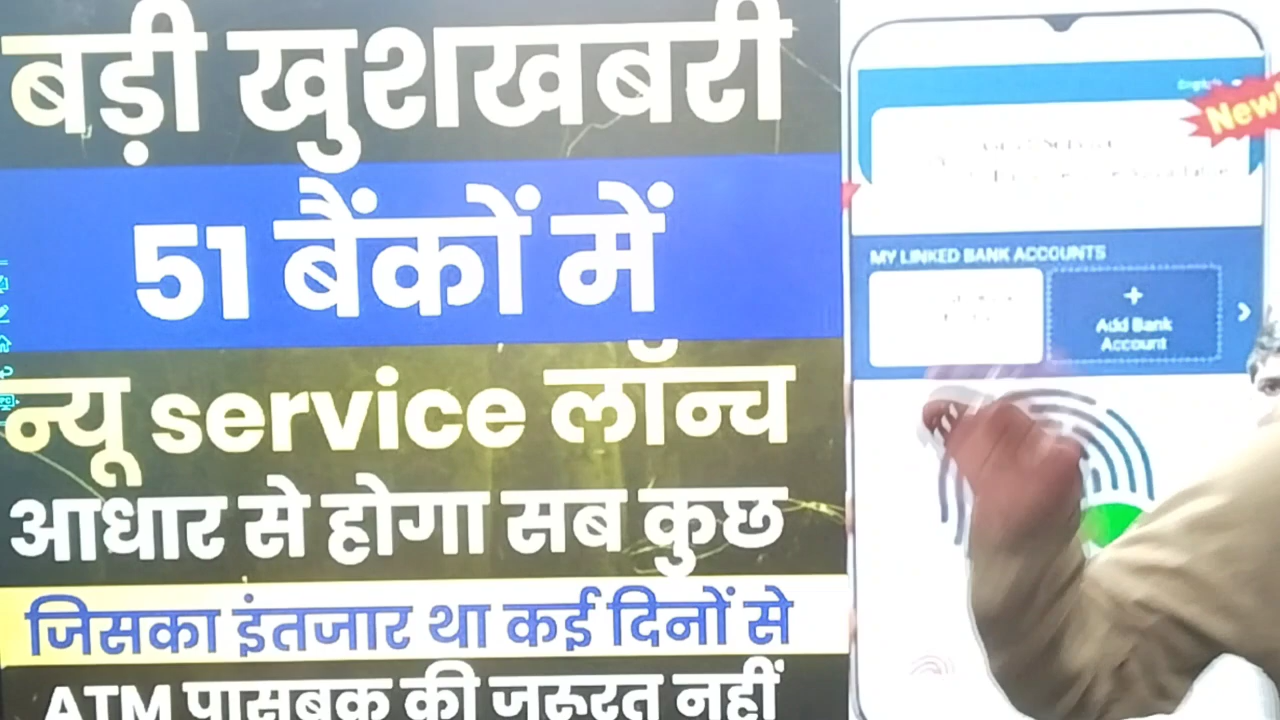 बड़ी खुशखबरी
51 बैंकों में
न्यू service लॉन्च
आधार से होगा सब कुछ
जिसका इंतजार था कई दिनों से
ATM पासबुक की जरूरत नहीं
New!
MY LINKED BANK ACCOUNTS
+
Add Bank
Account